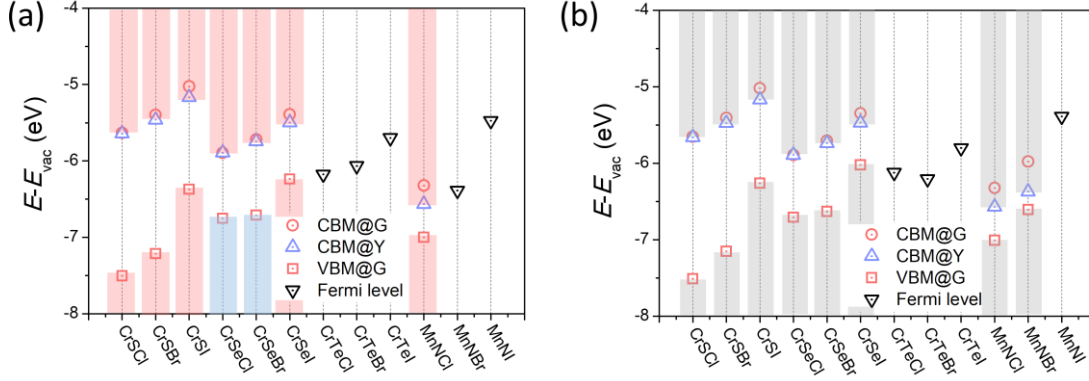 (a)
E-Evac (eV)
-4
-5
-6
-7
-8
CBM@G
CBM@Y
VBM@G
Fermi level
CrSCl
CrSBr
CrSI
CrSeCl
CrSeBr
CrSeI
CrTeCl
CrTeBr
CrTeI
MnNCl
MnNBr
MnNI
(b)
E-Evac (eV)
-4
-5
-6
-7
-8
CBM@G
CBM@Y
VBM@G
Fermi level
CrSCl
CrSBr
CrSI
CrSeCl
CrSeBr
CrSeI
CrTeCl
CrTeBr
CrTeI
MnNCl
MnNBr
MnNI